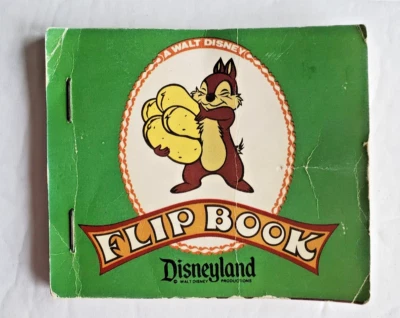 A WALT DISNEY
FLIP BOOK
Disneyland
© WALT DISNEY PRODUCTIONS